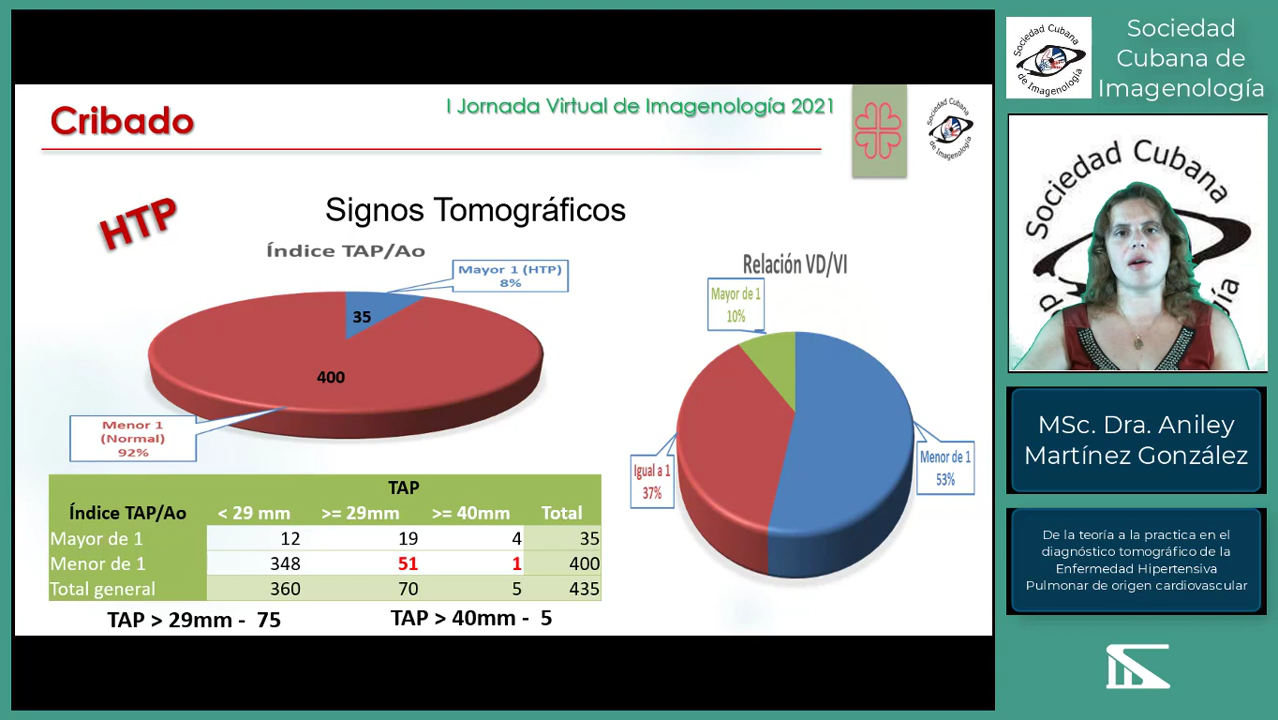 Cribado
I Jornada Virtual de Imagenología 2021
Sociedad Cubana
de Imagenología
HTP
Signos Tomográficos
Índice TAP/Ao
Mayor 1 (HTP)
8%
35
400
Menor 1
(Normal)
92%
Relación VD/VI
Mayor de 1
10%
Igual a 1
37%
Menor de 1
53%
TAP
Índice TAP/Ao < 29 mm >= 29mm >= 40mm Total
Mayor de 1 12 19 4 35
Menor de 1 348 51 1 400
Total general 360 70 5 435
TAP > 29mm - 75
TAP > 40mm - 5
Sociedad Cubana
de Imagenología
Sociedad
Cubana de
Imagenología
Sociedad Cubana
gía
MSc. Dra. Aniley
Martínez González
De la teoría a la practica en el
diagnóstico tomográfico de la
Enfermedad Hipertensiva
Pulmonar de origen cardiovascular